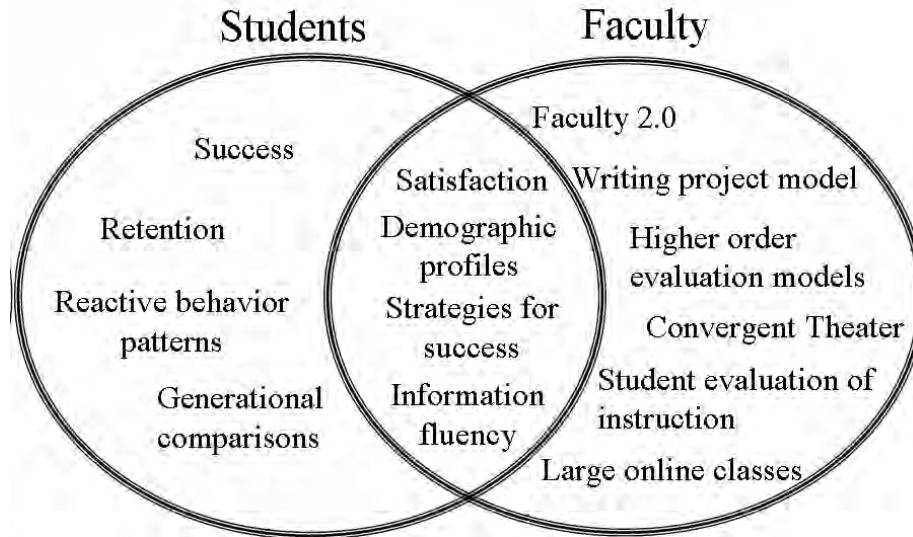 Students
Faculty
Success
Retention
Reactive behavior
patterns
Generational
comparisons
Satisfaction
Demographic
profiles
Strategies for
success
Information
fluency
Faculty 2.0
Writing project model
Higher order
evaluation models
Convergent Theater
Student evaluation of
instruction
Large online classes